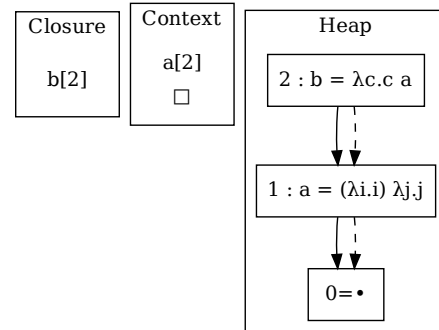 Closure
b[2]
Context
a[2]
□
Heap
2 : b = λc.c a
1 : a = (λi.i) λj.j
0=•